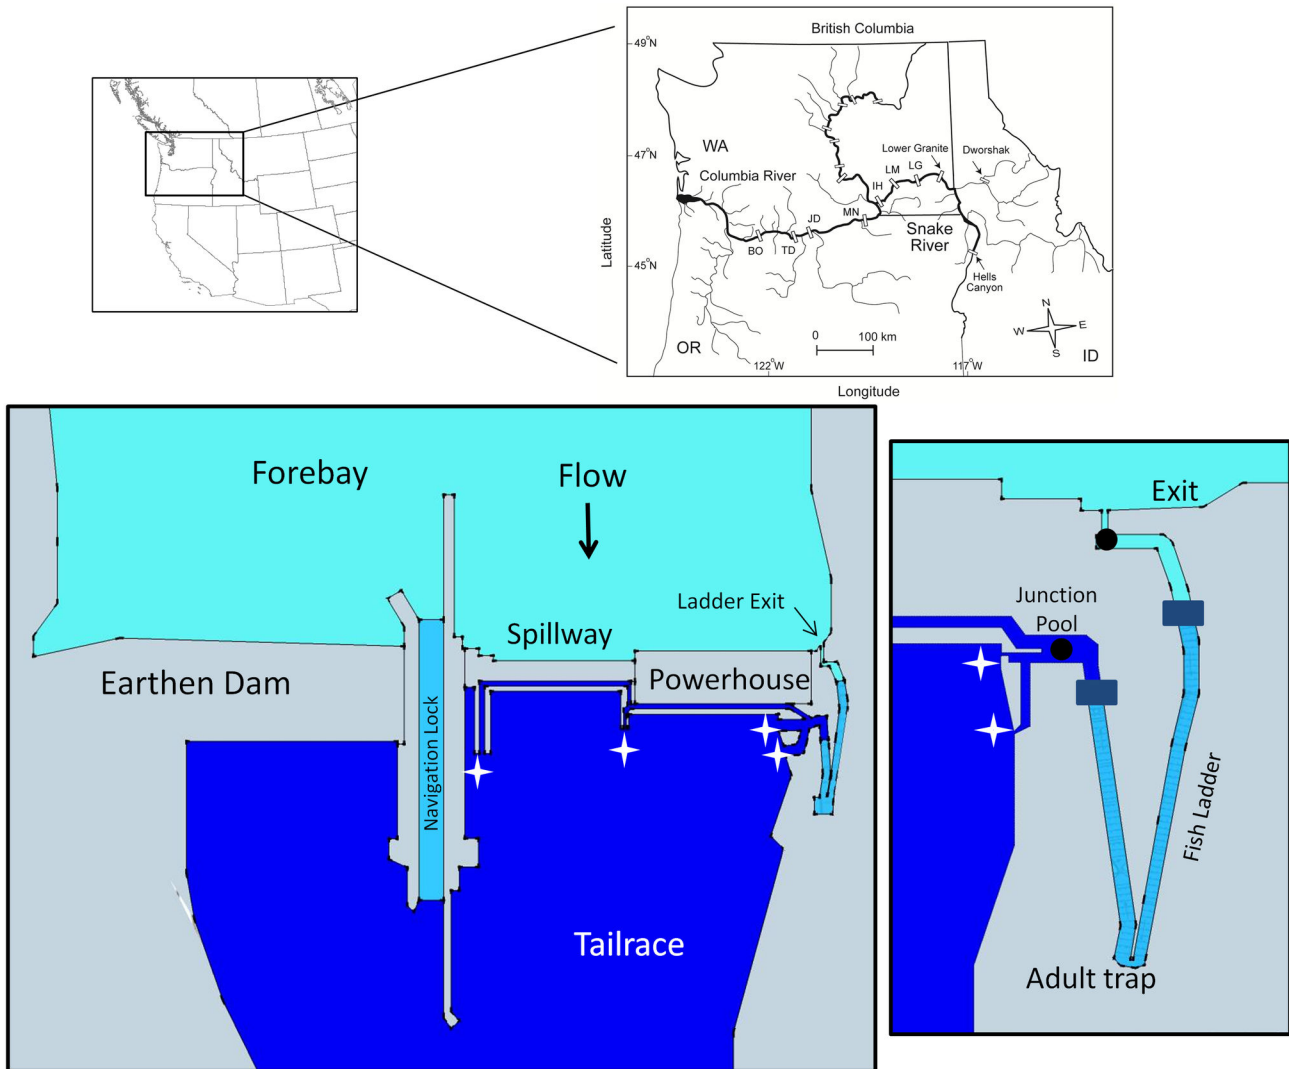 British Columbia
49°N
WA
Lower Granite
Dworshak
47°N
LM
LG
Columbia River
IH
MN
JD
Snake
River
BO
TD
45°N
Hells
Canyon
Latitude
N
W
E
S
0
100 km
OR
ID
122°W
117°W
Longitude
Forebay
Flow
Ladder Exit
Spillway
Earthen Dam
Powerhouse
Navigation Lock
Tailrace
Exit
Junction
Pool
Fish Ladder
Adult trap